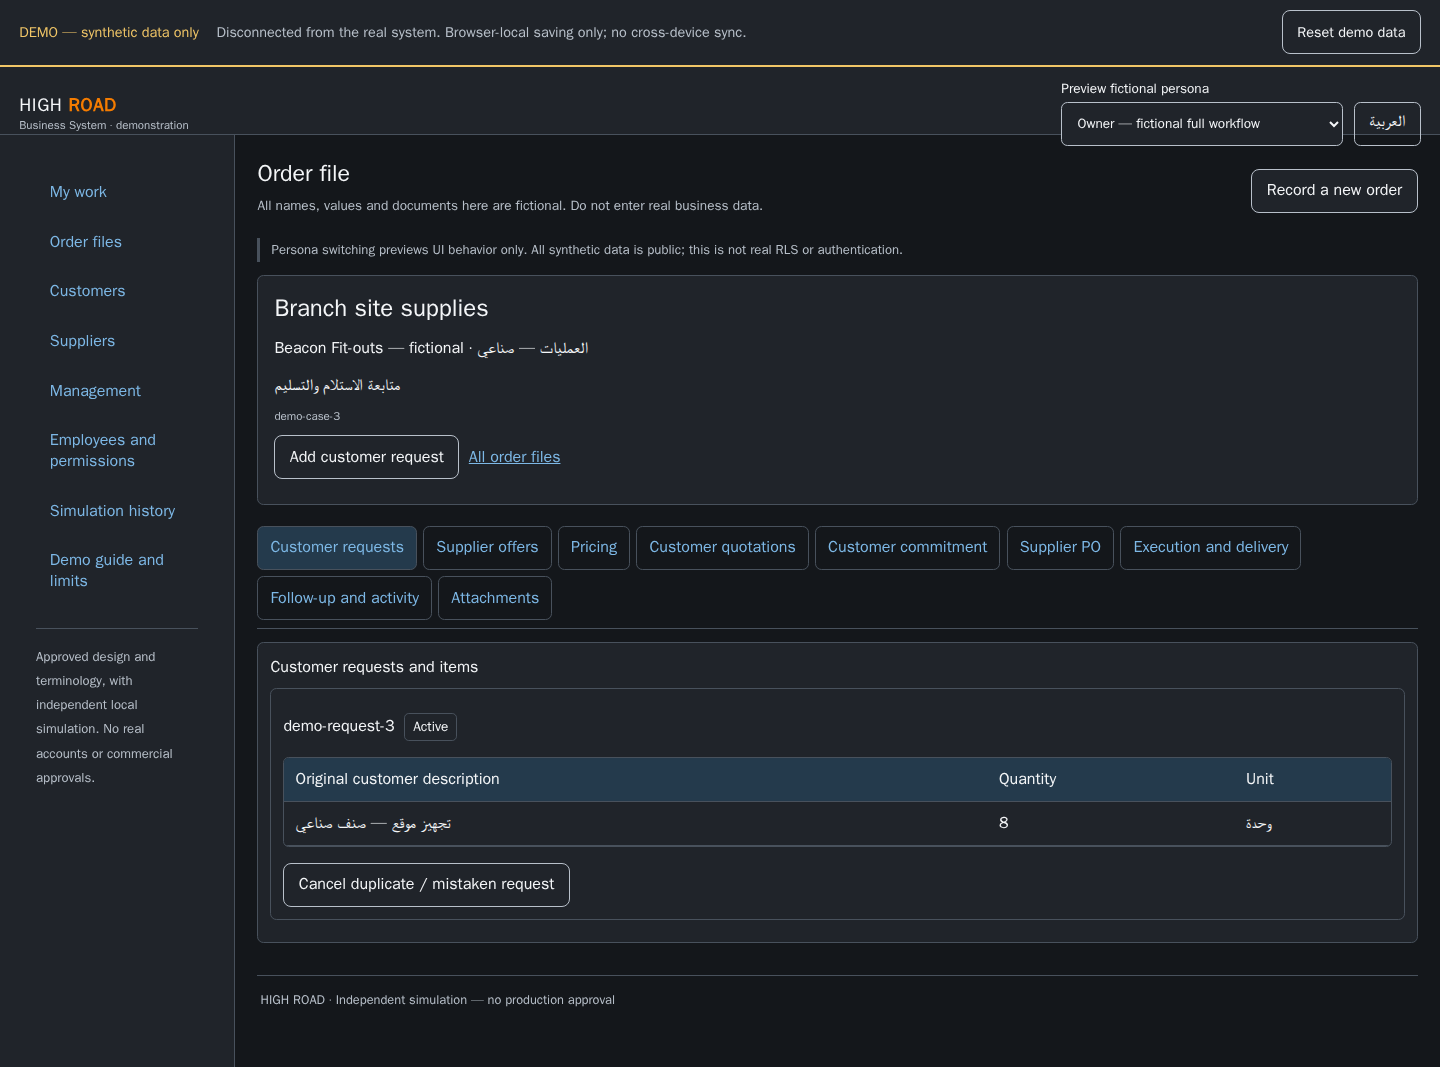 DEMO — synthetic data only
Disconnected from the real system. Browser-local saving only; no cross-device sync.
Reset demo data
HIGH ROAD
Business System · demonstration
Preview fictional persona
Owner — fictional full workflow
العربية
My work
Order files
Customers
Suppliers
Management
Employees and
permissions
Simulation history
Demo guide and
limits
Approved design and
terminology, with
independent local
simulation. No real
accounts or commercial
approvals.
Order file
All names, values and documents here are fictional. Do not enter real business data.
Record a new order
Persona switching previews UI behavior only. All synthetic data is public; this is not real RLS or authentication.
Branch site supplies
Beacon Fit-outs — fictional · العمليات — صناعي
متابعة الاستلام والتسليم
demo-case-3
Add customer request
All order files
Customer requests
Supplier offers
Pricing
Customer quotations
Customer commitment
Supplier PO
Execution and delivery
Follow-up and activity
Attachments
Customer requests and items
demo-request-3
Active
Original customer description
Quantity
Unit
تجهيز موقع — صنف صناعي
8
وحدة
Cancel duplicate / mistaken request
HIGH ROAD · Independent simulation — no production approval